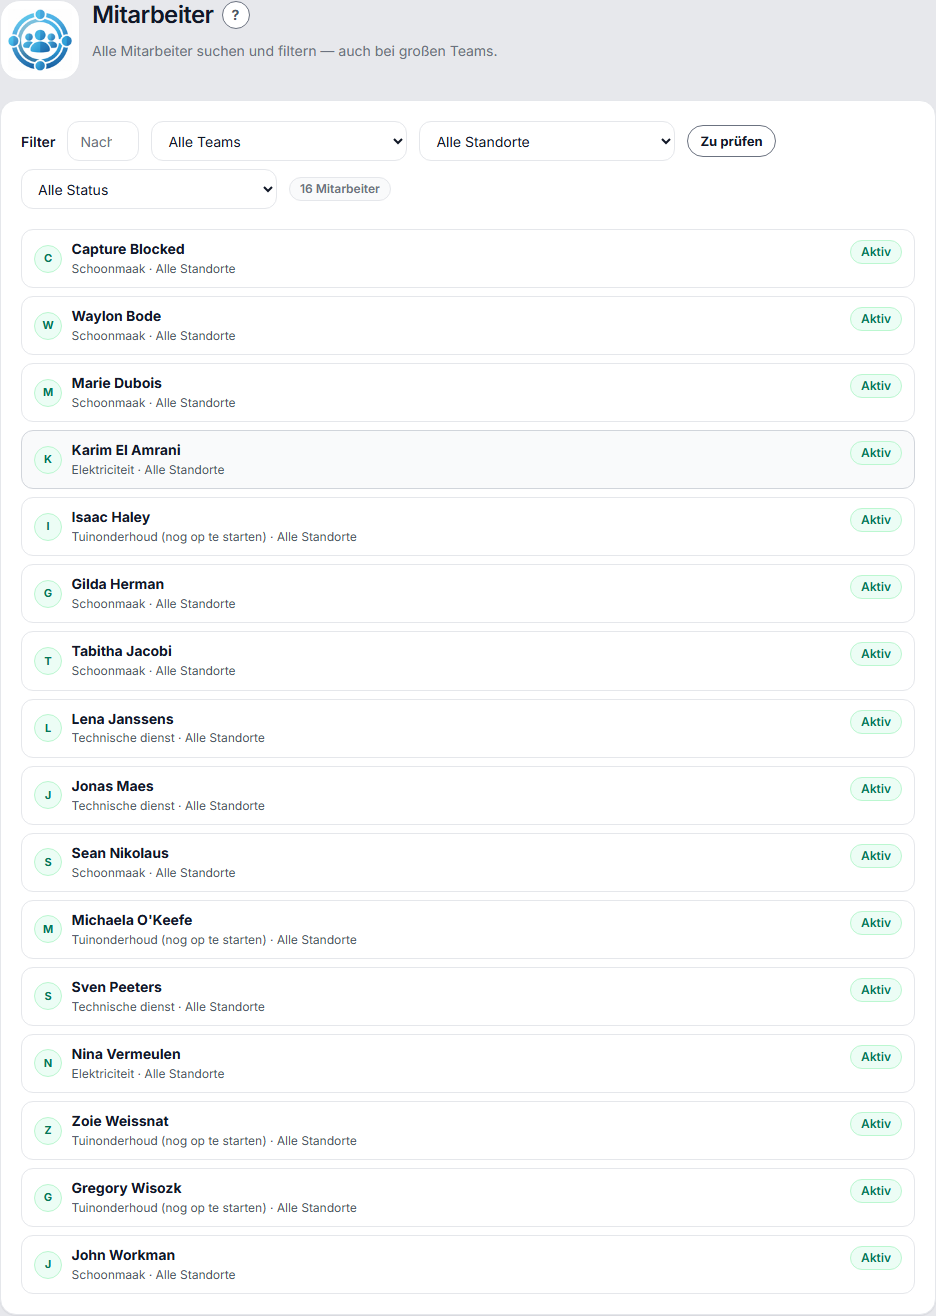 Mitarbeiter ?
Alle Mitarbeiter suchen und filtern — auch bei großen Teams.
Filter Nach Alle Teams Alle Standorte Zu prüfen
Alle Status 16 Mitarbeiter
C Capture Blocked Aktiv
Schoonmaak · Alle Standorte
W Waylon Bode Aktiv
Schoonmaak · Alle Standorte
M Marie Dubois Aktiv
Schoonmaak · Alle Standorte
K Karim El Amrani Aktiv
Elektriciteit · Alle Standorte
I Isaac Haley Aktiv
Tuinonderhoud (nog op te starten) · Alle Standorte
G Gilda Herman Aktiv
Schoonmaak · Alle Standorte
T Tabitha Jacobi Aktiv
Schoonmaak · Alle Standorte
L Lena Janssens Aktiv
Technische dienst · Alle Standorte
J Jonas Maes Aktiv
Technische dienst · Alle Standorte
S Sean Nikolaus Aktiv
Schoonmaak · Alle Standorte
M Michaela O'Keefe Aktiv
Tuinonderhoud (nog op te starten) · Alle Standorte
S Sven Peeters Aktiv
Technische dienst · Alle Standorte
N Nina Vermeulen Aktiv
Elektriciteit · Alle Standorte
Z Zoie Weissnat Aktiv
Tuinonderhoud (nog op te starten) · Alle Standorte
G Gregory Wisozk Aktiv
Tuinonderhoud (nog op te starten) · Alle Standorte
J John Workman Aktiv
Schoonmaak · Alle Standorte